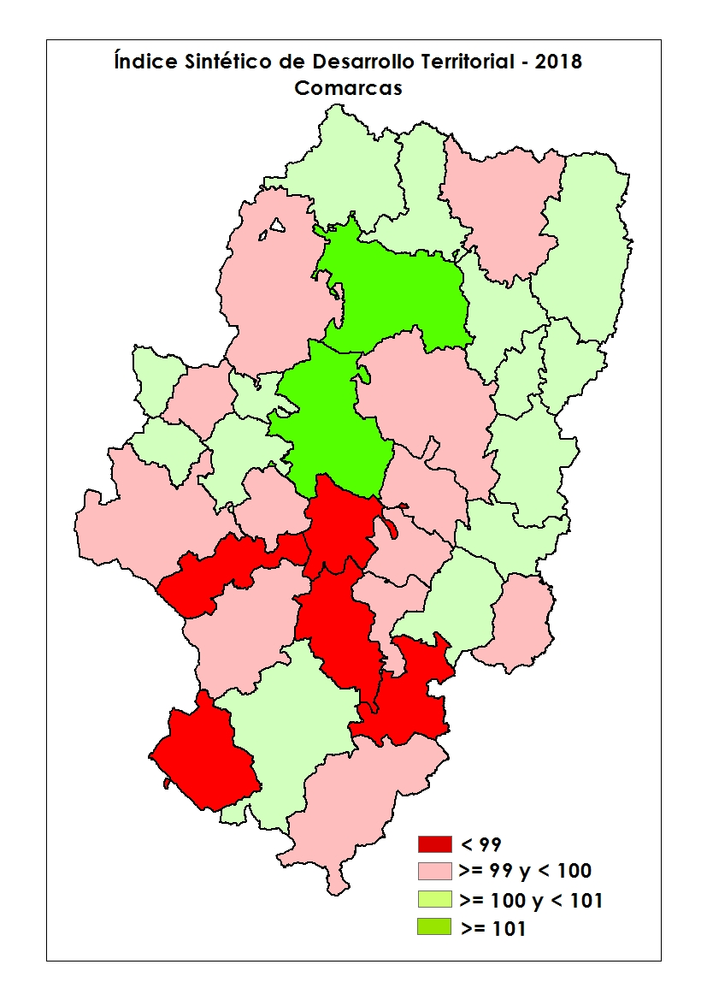 Índice Sintético de Desarrollo Territorial - 2018
Comarcas
< 99
>= 99 y < 100
>= 100 y < 101
>= 101